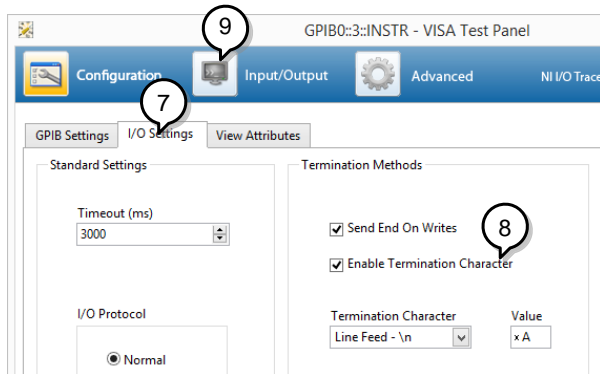 9
GPIB0::3::INSTR - VISA Test Panel
Configuration
Input/Output
Advanced
NI I/O Trace
7
GPIB Settings
I/O Settings
View Attributes
Standard Settings
Termination Methods
Timeout (ms)
3000
Send End On Writes
8
Enable Termination Character
I/O Protocol
Termination Character
Value
Line Feed - \n
x A
Normal